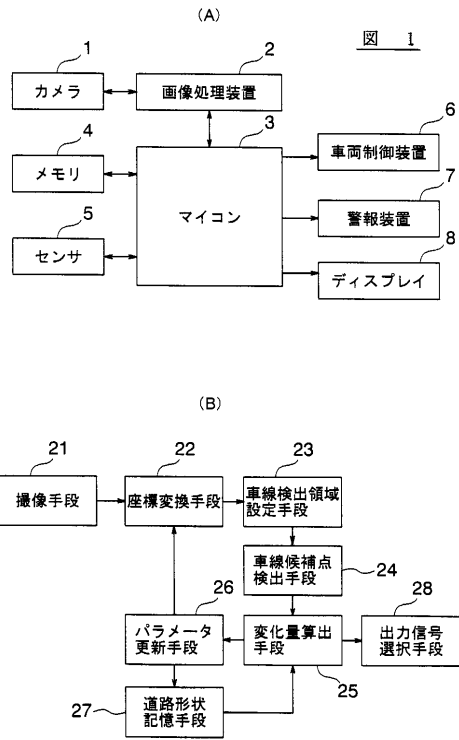 (A)
図 1
1
カメラ
2
画像処理装置
3
マイコン
4
メモリ
5
センサ
6
車両制御装置
7
警報装置
8
ディスプレイ
(B)
21
撮像手段
22
座標変換手段
23
車線検出領域
設定手段
車線候補点
検出手段
24
26
パラメータ
更新手段
変化量算出
手段
25
28
出力信号
選択手段
27
道路形状
記憶手段